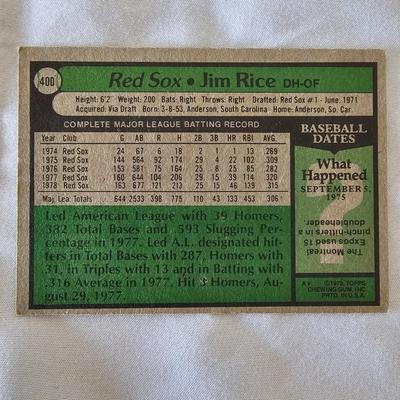 400
Red Sox • Jim Rice DH-OF
Height: 6'2" Weight: 200 Bats: Right Throws: Right Drafted: Red Sox #1 - June, 1971
Acquired: Via Draft Born: 3-8-53, Anderson, South Carolina Home: Anderson, So. Car.
COMPLETE MAJOR LEAGUE BATTING RECORD
Year Club G AB R H 2B 3B HR RBI AVG.
1974 Red Sox 24 67 6 18 2 1 1 13 .269
1975 Red Sox 144 564 92 174 29 4 22 102 .309
1976 Red Sox 153 581 75 164 25 8 25 85 .282
1977 Red Sox 160 644 104 206 29 15 39 114 .320
1978 Red Sox 163 677 121 213 25 15 46 139 .315
Maj. Lea. Totals 644 2533 398 775 110 43 133 453 .306
Led American League with 39 Homers,
382 Total Bases and .593 Slugging Per-
centage in 1977. Led A.L. designated hit-
ters in Total Bases with 287, Homers with
31, in Triples with 13 and in Batting with
.316 Average in 1977. Hit 3 Homers, Au-
gust 29, 1977.
BASEBALL
DATES
What
Happened
SEPTEMBER 5,
1975
?
The Montreal
Expos used 15
pinch-hitters in a
doubleheader.
A★ ©1979, TOPPS
CHEWING GUM, INC.
PRTD. IN U.S.A.